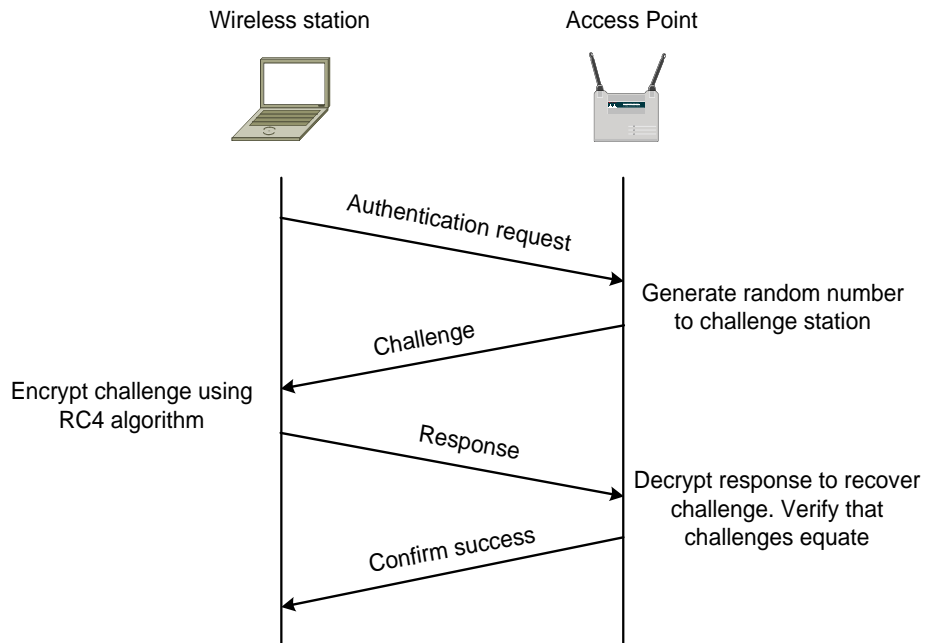 Wireless station
Access Point
Authentication request
Generate random number
to challenge station
Challenge
Encrypt challenge using
RC4 algorithm
Response
Decrypt response to recover
challenge. Verify that
challenges equate
Confirm success